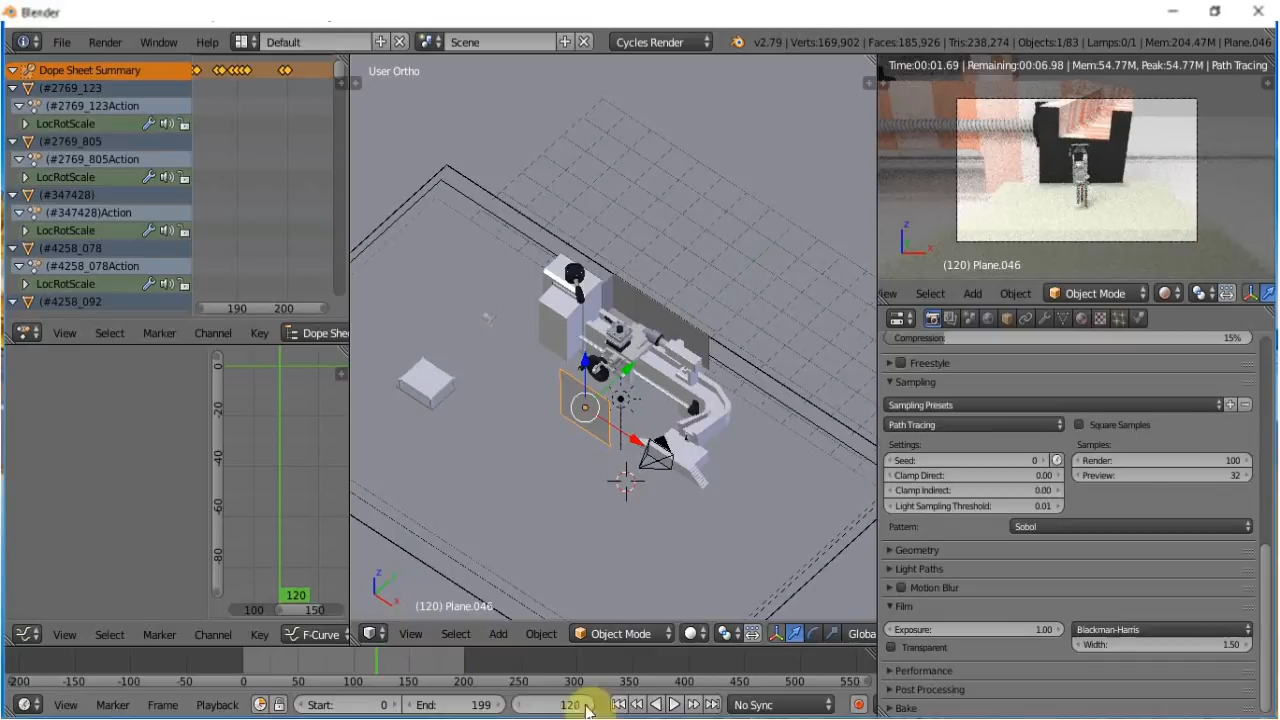 Blender
File Render Window Help Default Scene Cycles Render v2.79 | Verts:169,902 | Faces:185,926 | Tris:238,274 | Objects:1/83 | Lamps:0/1 | Mem:204.47M | Plane.046
Dope Sheet Summary
(#2769_123
(#2769_123Action
LocRotScale
(#2769_805
(#2769_805Action
LocRotScale
(#347428)
(#347428)Action
LocRotScale
(#4258_078
(#4258_078Action
LocRotScale
(#4258_092
190 200
View Select Marker Channel Key Dope She
0
-20
-40
-60
-80
120
100 150
View Select Marker Channel Key F-Curve
User Ortho
z
x
(120) Plane.046
View Select Add Object Object Mode Globa
Time:00:01.69 | Remaining:00:06.98 | Mem:54.77M, Peak:54.77M | Path Tracing
z
x
(120) Plane.046
iew Select Add Object Object Mode
Compression: 15%
Freestyle
Sampling
Sampling Presets
Path Tracing Square Samples
Settings: Samples:
Seed: 0 Render: 100
Clamp Direct: 0.00 Preview: 32
Clamp Indirect: 0.00
Light Sampling Threshold: 0.01
Pattern: Sobol
Geometry
Light Paths
Motion Blur
Film
Exposure: 1.00 Blackman-Harris
Transparent Width: 1.50
Performance
Post Processing
Bake
-200 -150 -100 -50 0 50 100 150 200 250 300 350 400 450 500 550
View Marker Frame Playback Start: 0 End: 199 120 No Sync